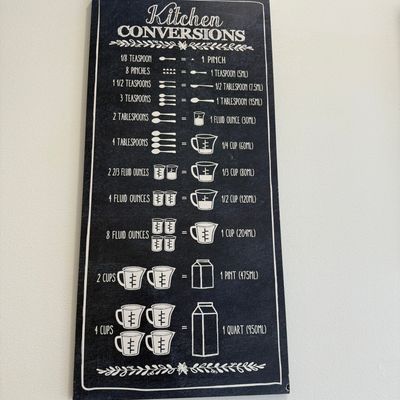 Kitchen
CONVERSIONS
1/8 TEASPOON = 1 PINCH
8 PINCHES = 1 TEASPOON (5ML)
1 1/2 TEASPOONS = 1/2 TABLESPOON (7.5ML)
3 TEASPOONS = 1 TABLESPOON (15ML)
2 TABLESPOONS = 1 FLUID OUNCE (30ML)
4 TABLESPOONS = 1/4 CUP (60ML)
2 2/3 FLUID OUNCES = 1/3 CUP (80ML)
4 FLUID OUNCES = 1/2 CUP (120ML)
8 FLUID OUNCES = 1 CUP (204ML)
2 CUPS = 1 PINT (475ML)
4 CUPS = 1 QUART (950ML)